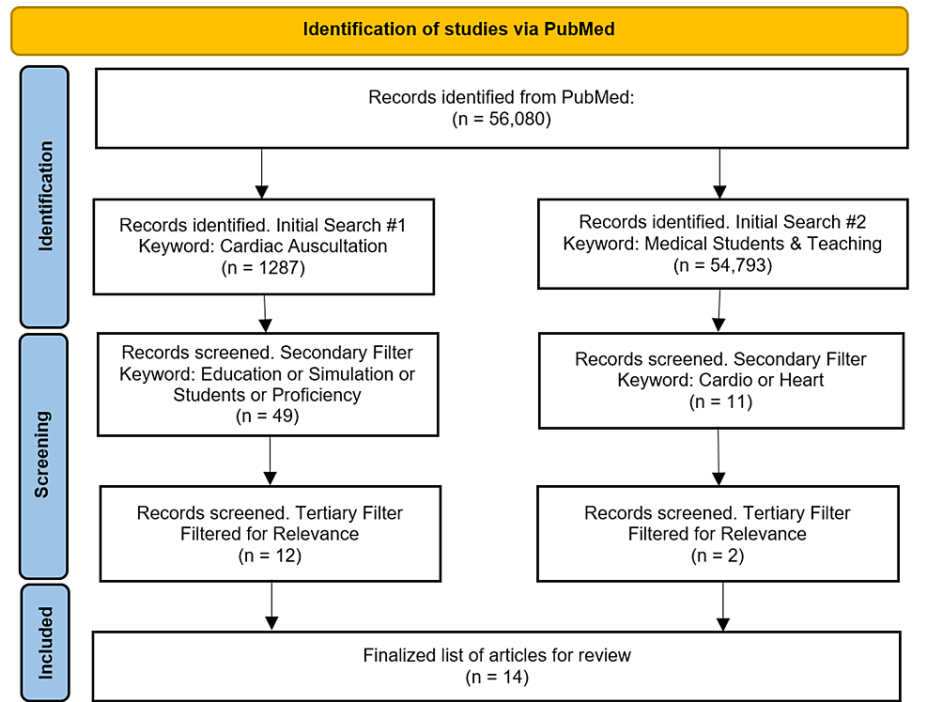 Identification of studies via PubMed
Identification
Records identified from PubMed:
(n = 56,080)
Records identified. Initial Search #1
Keyword: Cardiac Auscultation
(n = 1287)
Records identified. Initial Search #2
Keyword: Medical Students & Teaching
(n = 54,793)
Screening
Records screened. Secondary Filter
Keyword: Education or Simulation or
Students or Proficiency
(n = 49)
Records screened. Secondary Filter
Keyword: Cardio or Heart
(n = 11)
Records screened. Tertiary Filter
Filtered for Relevance
(n = 12)
Records screened. Tertiary Filter
Filtered for Relevance
(n = 2)
Included
Finalized list of articles for review
(n = 14)